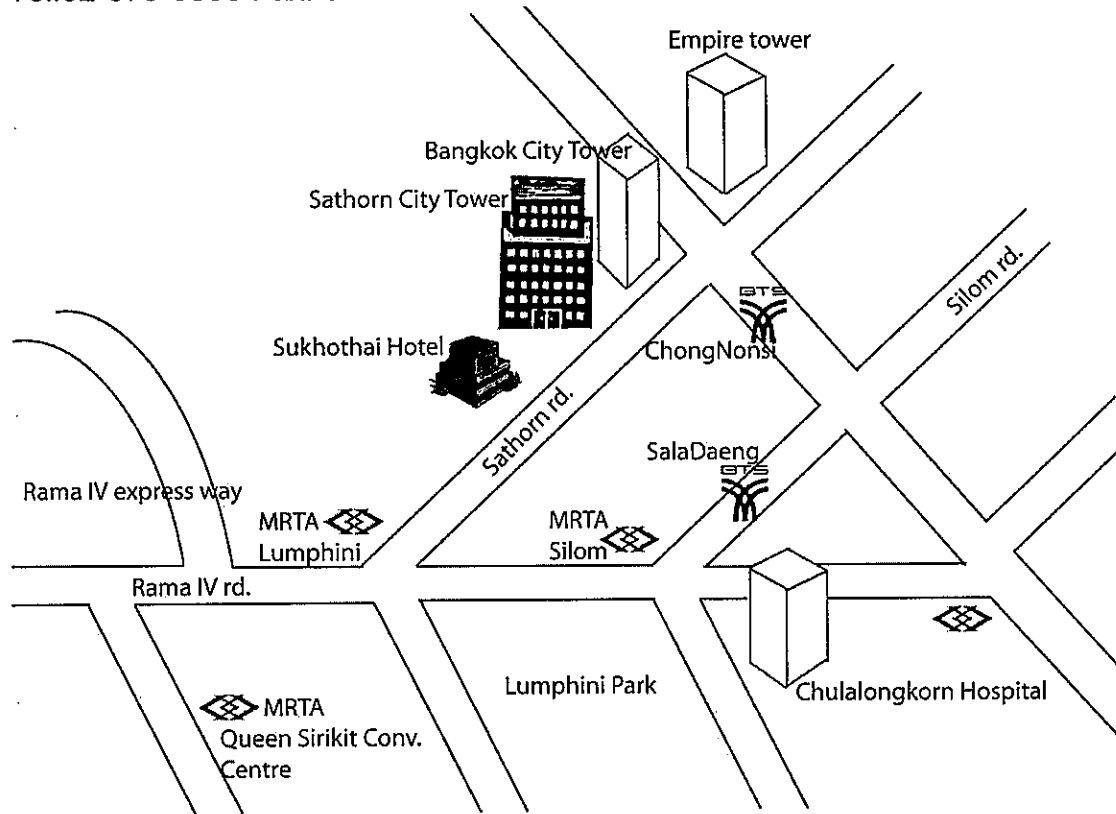 Empire tower
Bangkok City Tower
Sathorn City Tower
Silom rd.
BTS
ChongNonsi
Sukhothai Hotel
Sathorn rd.
SalaDaeng
BTS
Rama IV express way
MRTA
Lumphini
MRTA
Silom
Rama IV rd.
Lumphini Park
Chulalongkorn Hospital
MRTA
Queen Sirikit Conv.
Centre